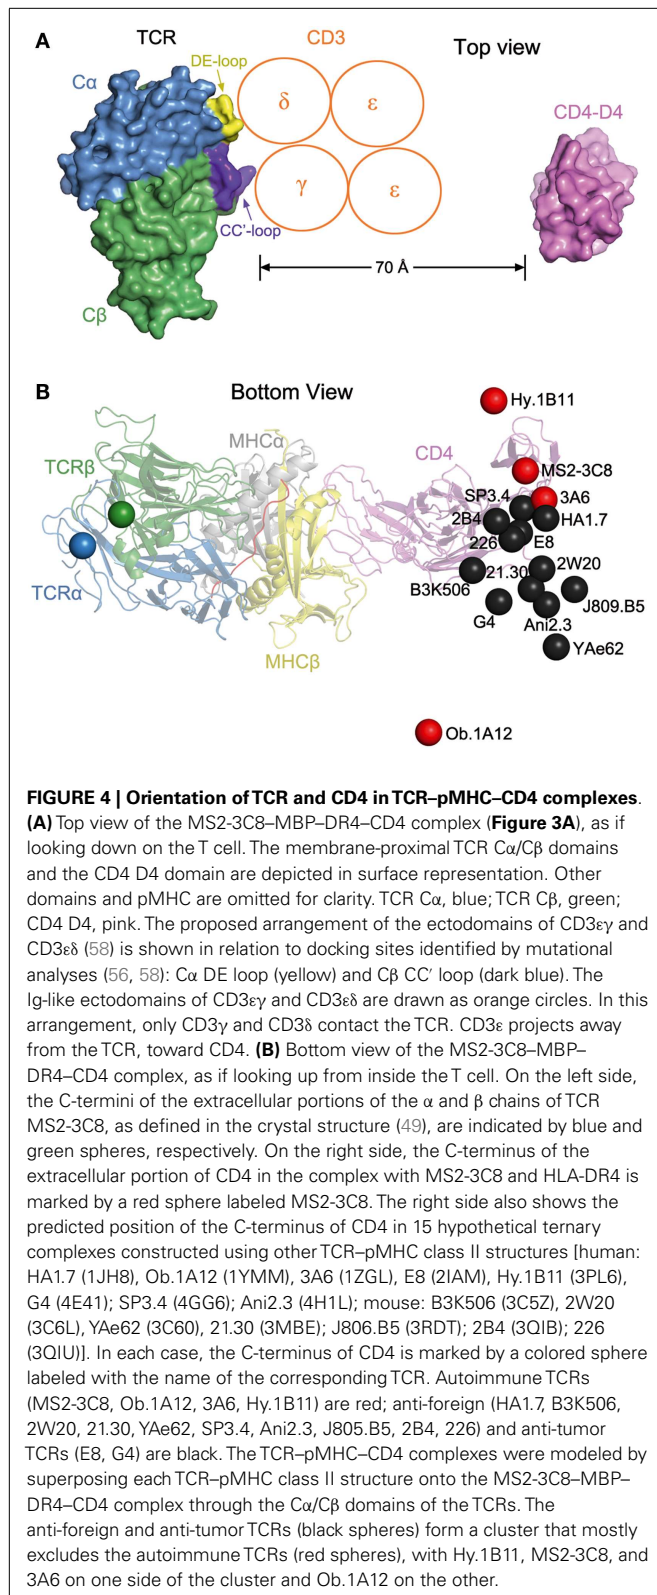 A
TCR
CD3
Top view
DE-loop
Cα
δ
ε
CD4-D4
γ
ε
CC'-loop
70 Å
Cβ
B
Bottom View
Hy.1B11
MHCα
CD4
TCRβ
MS2-3C8
SP3.4
3A6
2B4
HA1.7
226
E8
2W20
21.30
B3K506
TCRα
J809.B5
G4
Ani2.3
MHCβ
YAe62
Ob.1A12
FIGURE 4 | Orientation of TCR and CD4 in TCR–pMHC–CD4 complexes.
(A) Top view of the MS2-3C8–MBP–DR4–CD4 complex (Figure 3A), as if
looking down on the T cell. The membrane-proximal TCR Cα/Cβ domains
and the CD4 D4 domain are depicted in surface representation. Other
domains and pMHC are omitted for clarity. TCR Cα, blue; TCR Cβ, green;
CD4 D4, pink. The proposed arrangement of the ectodomains of CD3εγ and
CD3εδ (58) is shown in relation to docking sites identified by mutational
analyses (56, 58): Cα DE loop (yellow) and Cβ CC′ loop (dark blue). The
Ig-like ectodomains of CD3εγ and CD3εδ are drawn as orange circles. In this
arrangement, only CD3γ and CD3δ contact the TCR. CD3ε projects away
from the TCR, toward CD4. (B) Bottom view of the MS2-3C8–MBP–
DR4–CD4 complex, as if looking up from inside the T cell. On the left side,
the C-termini of the extracellular portions of the α and β chains of TCR
MS2-3C8, as defined in the crystal structure (49), are indicated by blue and
green spheres, respectively. On the right side, the C-terminus of the
extracellular portion of CD4 in the complex with MS2-3C8 and HLA-DR4 is
marked by a red sphere labeled MS2-3C8. The right side also shows the
predicted position of the C-terminus of CD4 in 15 hypothetical ternary
complexes constructed using other TCR–pMHC class II structures [human:
HA1.7 (1JH8), Ob.1A12 (1YMM), 3A6 (1ZGL), E8 (2IAM), Hy.1B11 (3PL6),
G4 (4E41); SP3.4 (4GG6); Ani2.3 (4H1L); mouse: B3K506 (3C5Z), 2W20
(3C6L), YAe62 (3C60), 21.30 (3MBE); J806.B5 (3RDT); 2B4 (3QIB); 226
(3QIU)]. In each case, the C-terminus of CD4 is marked by a colored sphere
labeled with the name of the corresponding TCR. Autoimmune TCRs
(MS2-3C8, Ob.1A12, 3A6, Hy.1B11) are red; anti-foreign (HA1.7, B3K506,
2W20, 21.30, YAe62, SP3.4, Ani2.3, J805.B5, 2B4, 226) and anti-tumor
TCRs (E8, G4) are black. The TCR–pMHC–CD4 complexes were modeled by
superposing each TCR–pMHC class II structure onto the MS2-3C8–MBP–
DR4–CD4 complex through the Cα/Cβ domains of the TCRs. The
anti-foreign and anti-tumor TCRs (black spheres) form a cluster that mostly
excludes the autoimmune TCRs (red spheres), with Hy.1B11, MS2-3C8, and
3A6 on one side of the cluster and Ob.1A12 on the other.